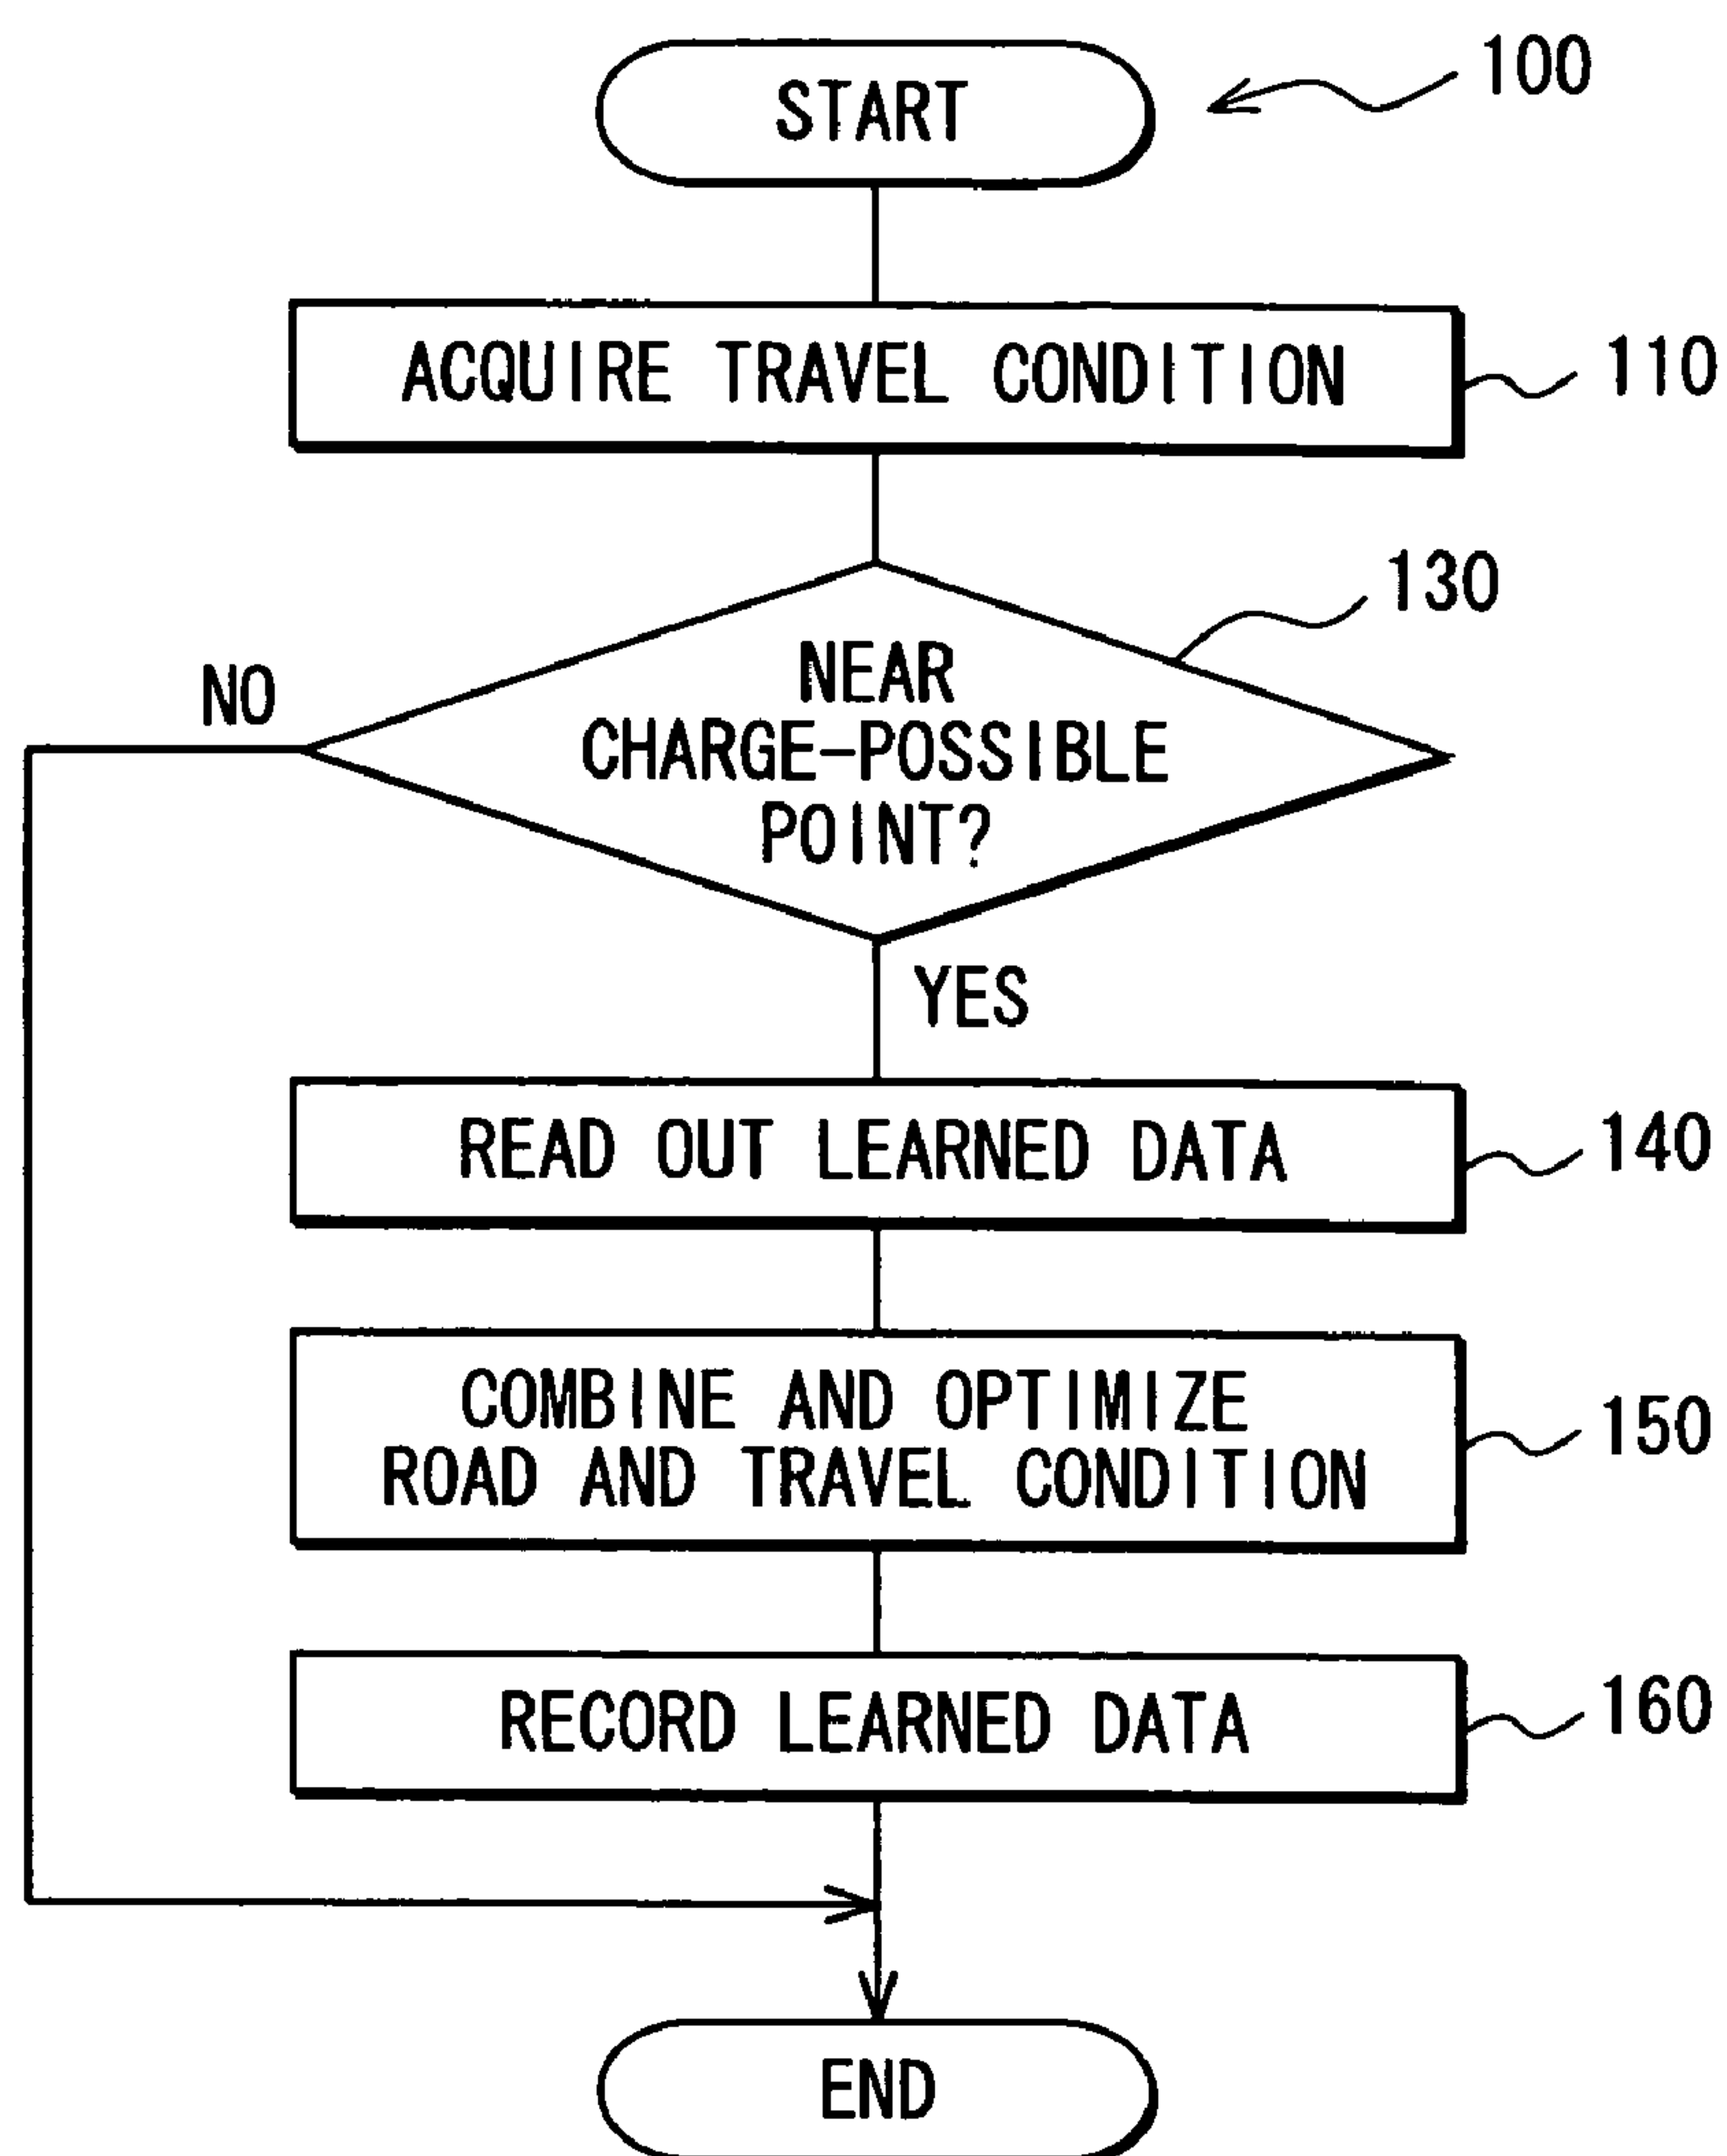 START
100
ACQUIRE TRAVEL CONDITION
110
130
NEAR
CHARGE-POSSIBLE
POINT?
NO
YES
READ OUT LEARNED DATA
140
COMBINE AND OPTIMIZE
ROAD AND TRAVEL CONDITION
150
RECORD LEARNED DATA
160
END